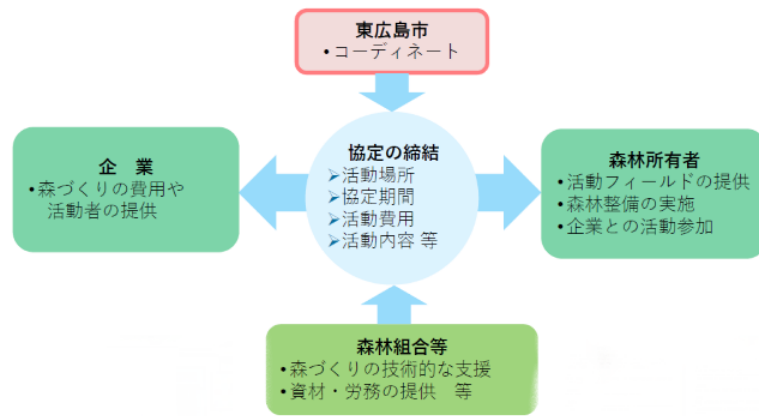 東広島市
•コーディネート
企　業
•森づくりの費用や
活動者の提供
協定の締結
➢活動場所
➢協定期間
➢活動費用
➢活動内容 等
森林所有者
•活動フィールドの提供
•森林整備の実施
•企業との活動参加
森林組合等
•森づくりの技術的な支援
•資材・労務の提供　等